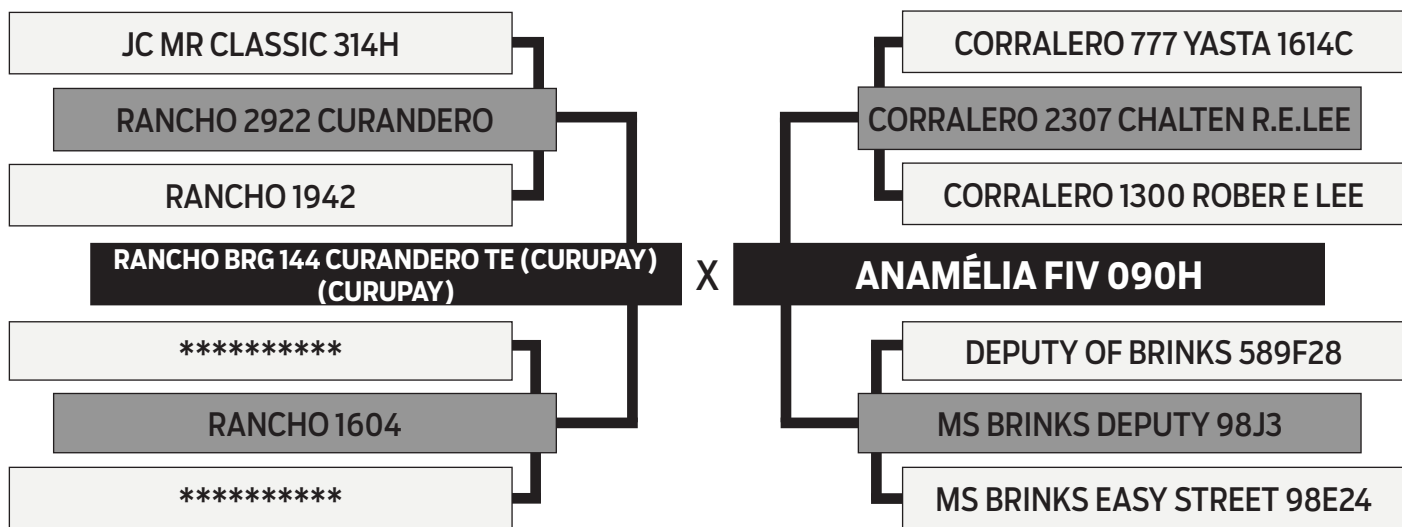 JC MR CLASSIC 314H
RANCHO 2922 CURANDERO
RANCHO 1942
RANCHO BRG 144 CURANDERO TE (CURUPAY)
(CURUPAY)
**********
RANCHO 1604
**********
X
CORRALERO 777 YASTA 1614C
CORRALERO 2307 CHALTEN R.E.LEE
CORRALERO 1300 ROBER E LEE
ANAMÉLIA FIV 090H
DEPUTY OF BRINKS 589F28
MS BRINKS DEPUTY 98J3
MS BRINKS EASY STREET 98E24